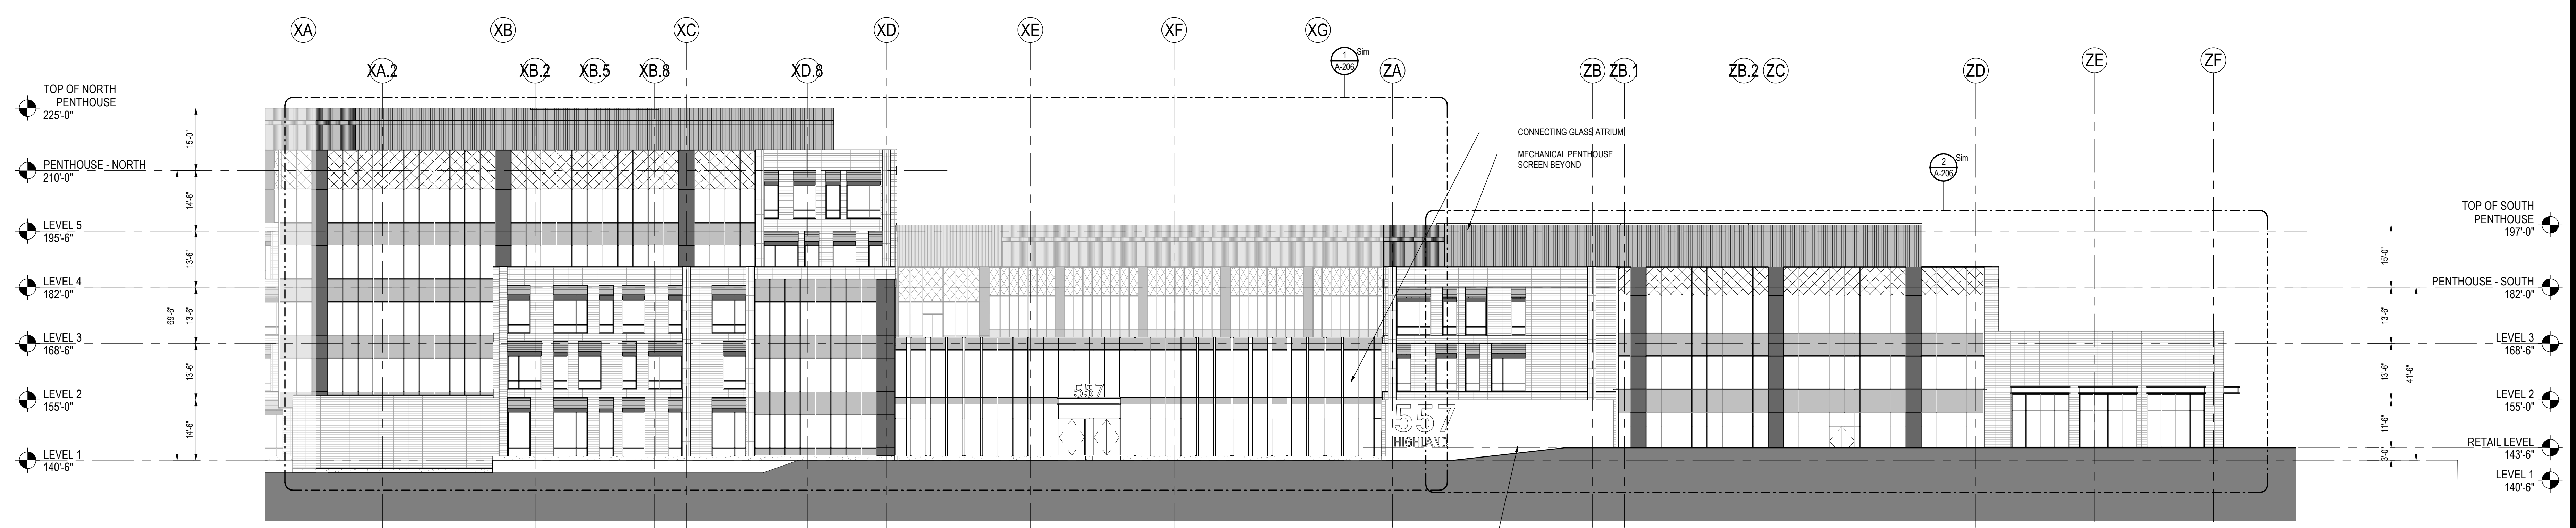 XA
XB
XC
XD
XE
XF
XG
XA.2
XB.2
XB.5
XB.8
XD.8
1
A-206
Sim
ZA
ZB
ZB.1
ZB.2
ZC
ZD
ZE
ZF
TOP OF NORTH
PENTHOUSE
225'-0"
PENTHOUSE - NORTH
210'-0"
LEVEL 5
195'-6"
LEVEL 4
182'-0"
LEVEL 3
168'-6"
LEVEL 2
155'-0"
LEVEL 1
140'-6"
15'-0"
14'-6"
13'-6"
13'-6"
13'-6"
14'-6"
69'-6"
CONNECTING GLASS ATRIUM
MECHANICAL PENTHOUSE
SCREEN BEYOND
2
A-206
Sim
557
557
HIGHLAND
15'-0"
13'-6"
13'-6"
11'-6"
3'-0"
41'-6"
TOP OF SOUTH
PENTHOUSE
197'-0"
PENTHOUSE - SOUTH
182'-0"
LEVEL 3
168'-6"
LEVEL 2
155'-0"
RETAIL LEVEL
143'-6"
LEVEL 1
140'-6"